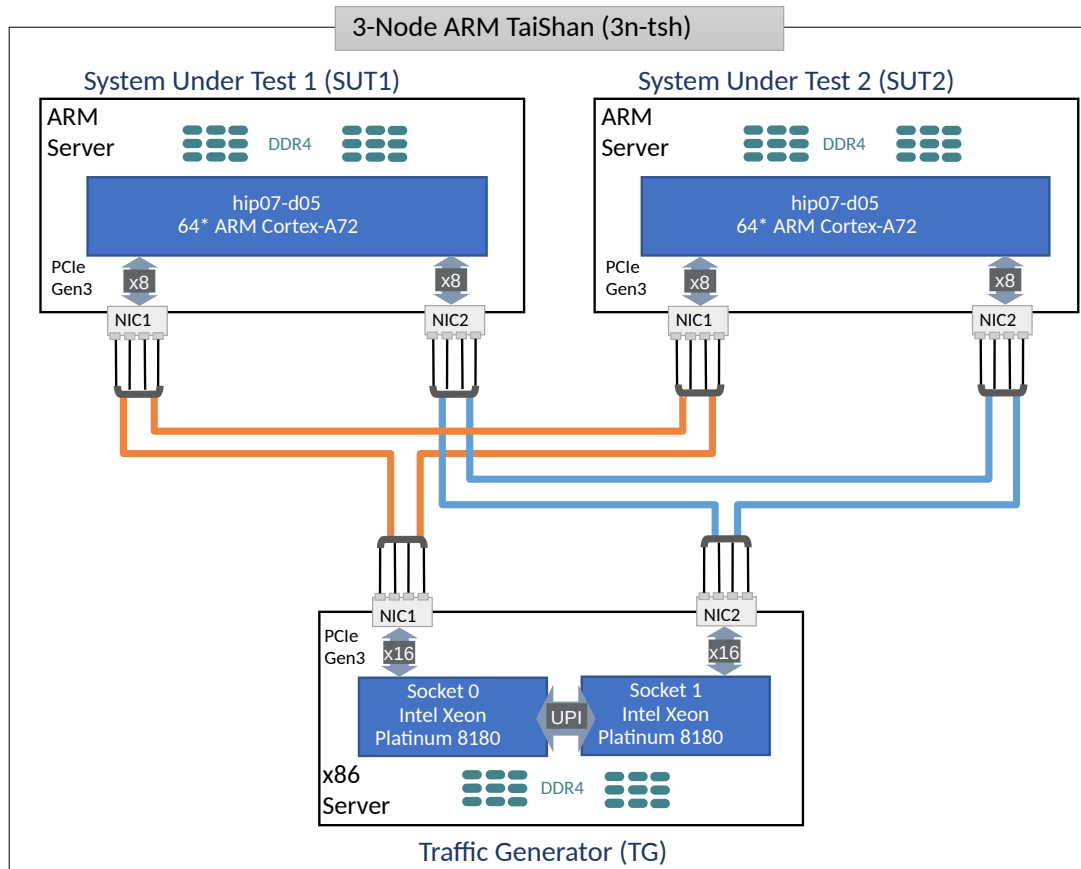 3-Node ARM TaiShan (3n-tsh)
System Under Test 1 (SUT1)
System Under Test 2 (SUT2)
ARM
Server
DDR4
hip07-d05
64* ARM Cortex-A72
PCIe
Gen3
x8
x8
NIC1
NIC2
ARM
Server
DDR4
hip07-d05
64* ARM Cortex-A72
PCIe
Gen3
x8
x8
NIC1
NIC2
NIC1
NIC2
PCIe
Gen3
x16
x16
Socket 0
Intel Xeon
Platinum 8180
UPI
Socket 1
Intel Xeon
Platinum 8180
x86
Server
DDR4
Traffic Generator (TG)